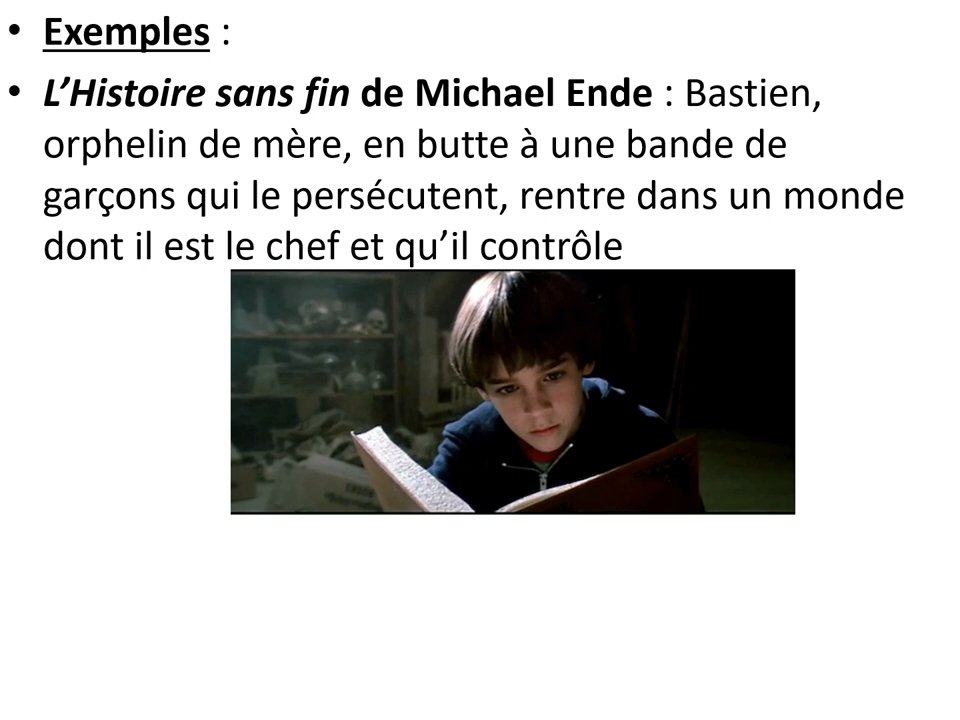 • Exemples :
• L’Histoire sans fin de Michael Ende : Bastien,
orphelin de mère, en butte à une bande de
garçons qui le persécutent, rentre dans un monde
dont il est le chef et qu’il contrôle